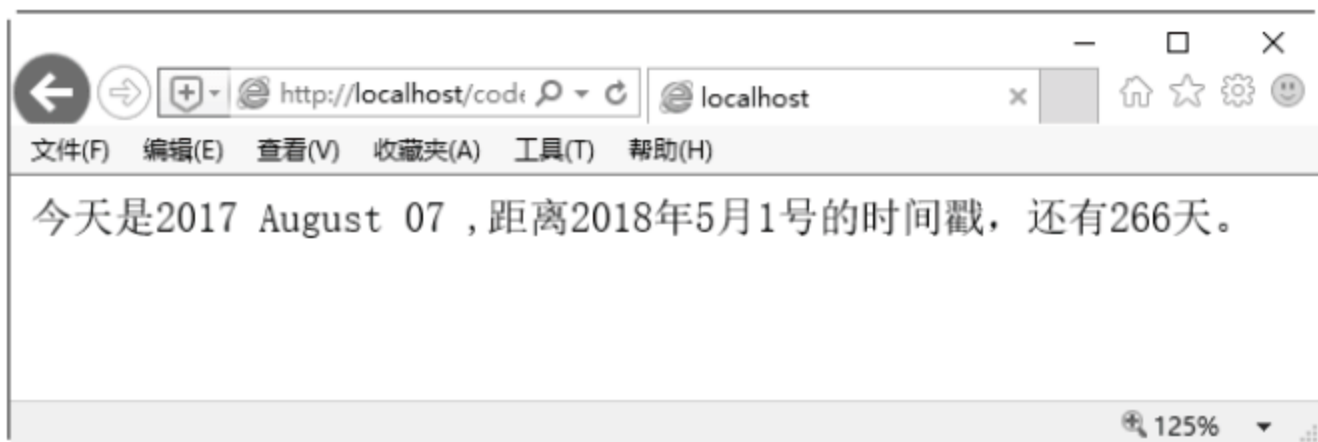 http://localhost/code
localhost
文件(F) 编辑(E) 查看(V) 收藏夹(A) 工具(T) 帮助(H)
今天是2017 August 07 ,距离2018年5月1号的时间戳，还有266天。
125%